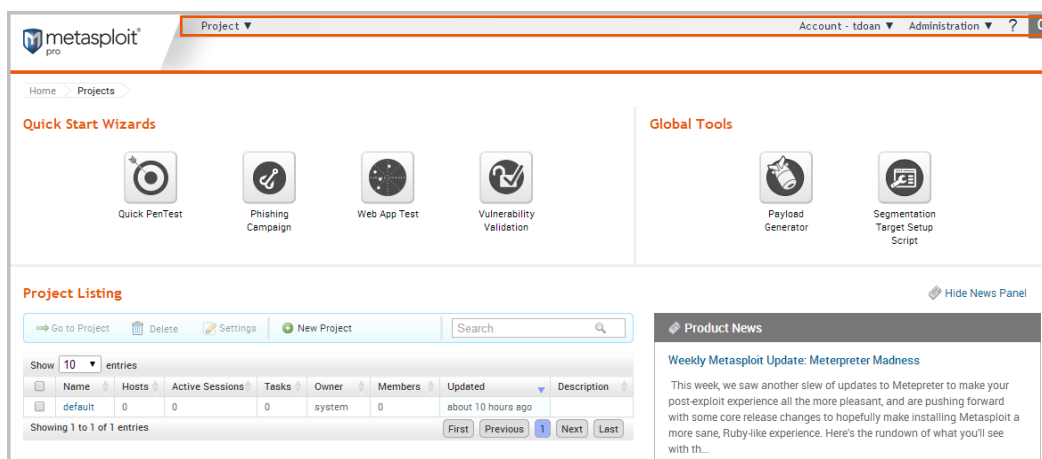 metasploit®
pro
Project ▼
Account - tdoan ▼ Administration ▼ ?
Home Projects
Quick Start Wizards
Quick PenTest
Phishing
Campaign
Web App Test
Vulnerability
Validation
Global Tools
Payload
Generator
Segmentation
Target Setup
Script
Project Listing
Hide News Panel
Go to Project Delete Settings New Project Search
Show 10 ▼ entries
Name Hosts Active Sessions Tasks Owner Members Updated Description
default 0 0 0 system 0 about 10 hours ago
Showing 1 to 1 of 1 entries
First Previous 1 Next Last
Product News
Weekly Metasploit Update: Meterpreter Madness
This week, we saw another slew of updates to Metepreter to make your
post-exploit experience all the more pleasant, and are pushing forward
with some core release changes to hopefully make installing Metasploit a
more sane, Ruby-like experience. Here's the rundown of what you'll see
with th...